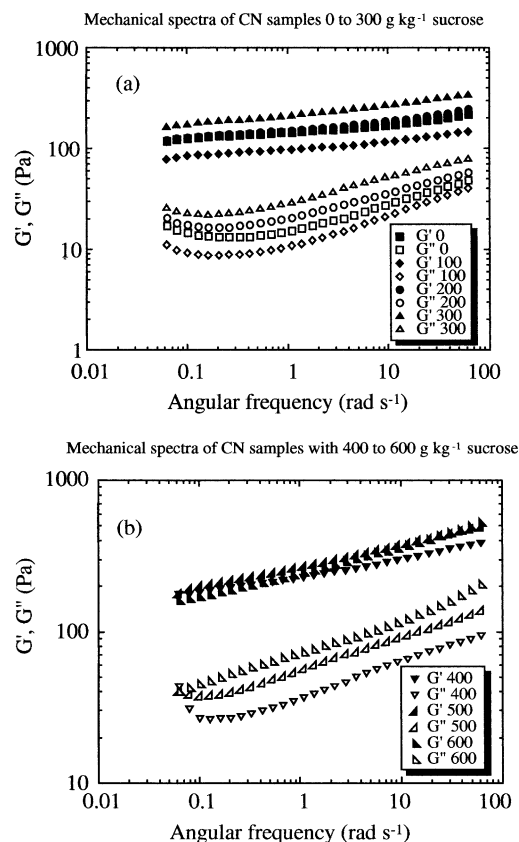 Mechanical spectra of CN samples 0 to 300 g kg⁻¹ sucrose
1000
(a)
100
G', G" (Pa)
10
1
G' 0
G" 0
G' 100
G" 100
G' 200
G" 200
G' 300
G" 300
0.01 0.1 1 10 100
Angular frequency (rad s⁻¹)
Mechanical spectra of CN samples with 400 to 600 g kg⁻¹ sucrose
1000
(b)
G', G" (Pa)
100
10
G' 400
G" 400
G' 500
G" 500
G' 600
G" 600
0.01 0.1 1 10 100
Angular frequency (rad s⁻¹)